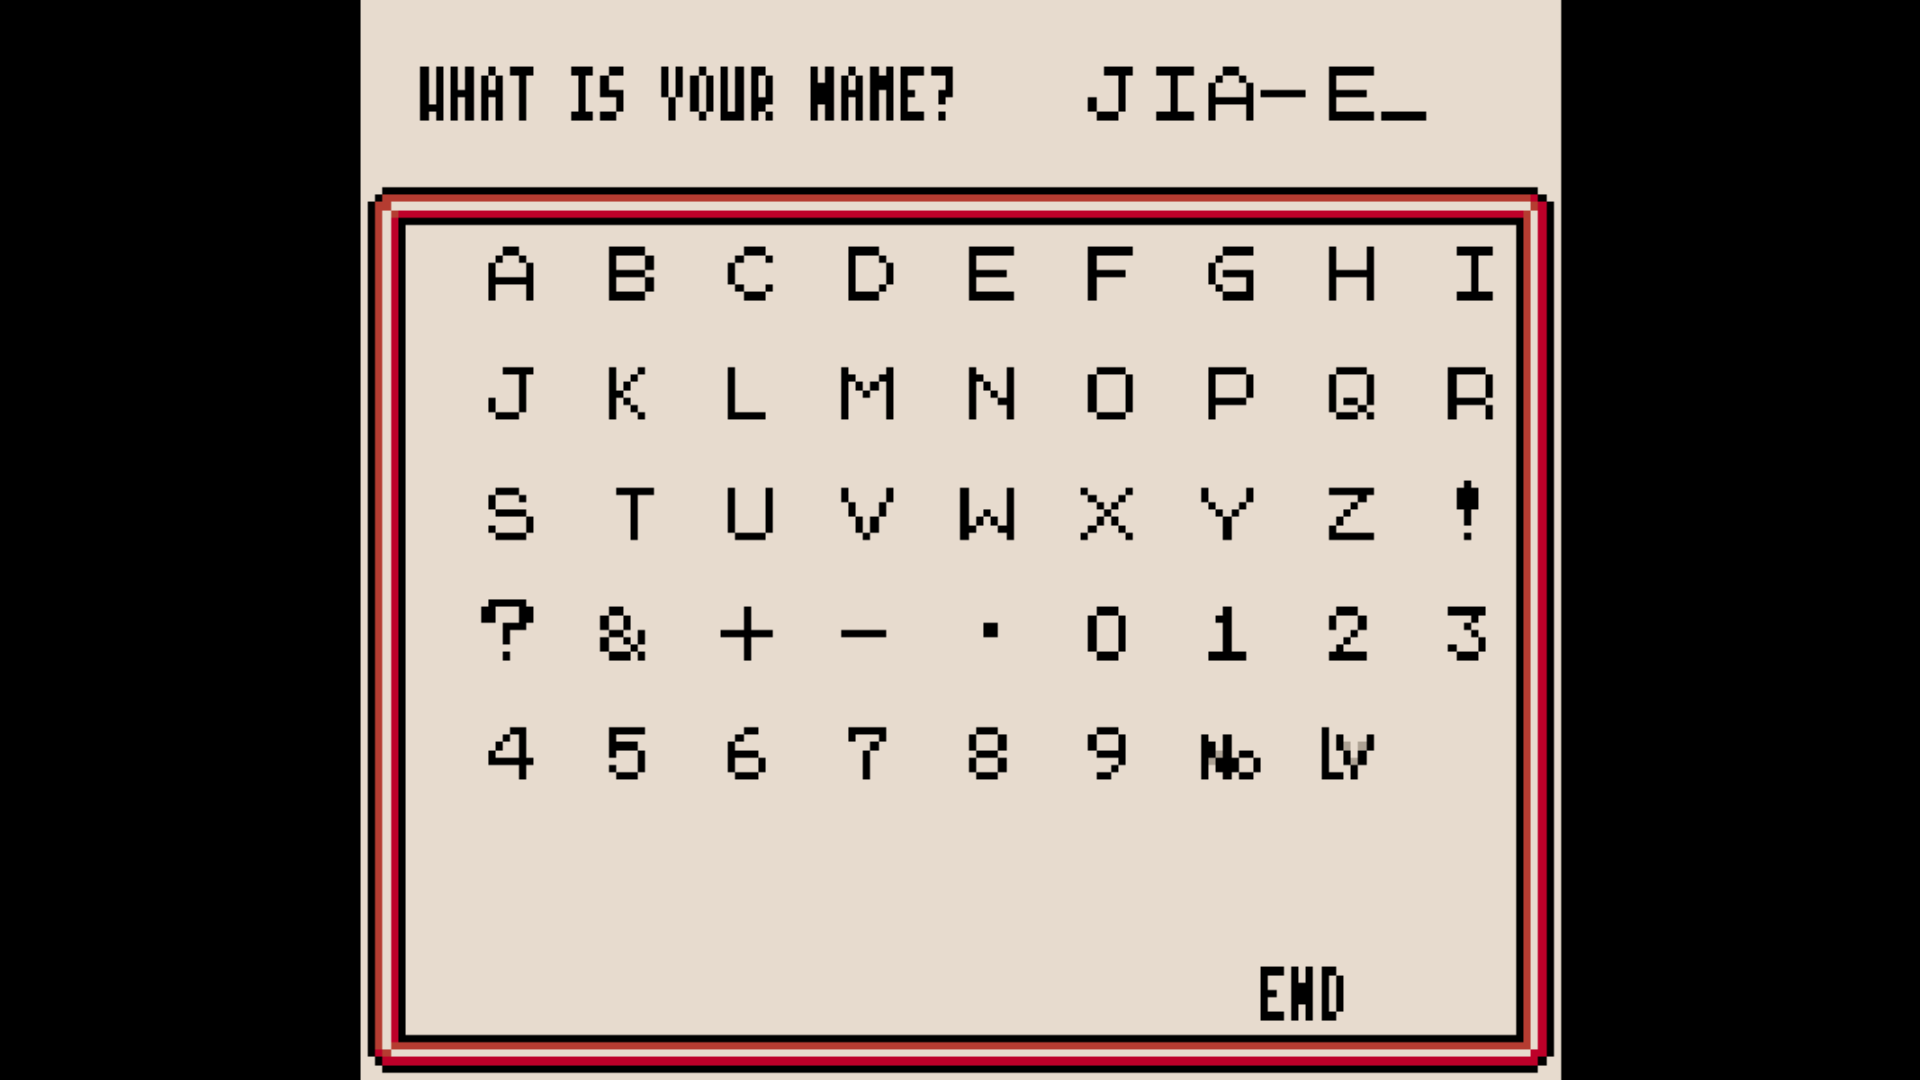 WHAT IS YOUR NAME? JIA-E_
A B C D E F G H I
J K L M N O P Q R
S T U V W X Y Z !
? & + - · 0 1 2 3
4 5 6 7 8 9 No LV
END